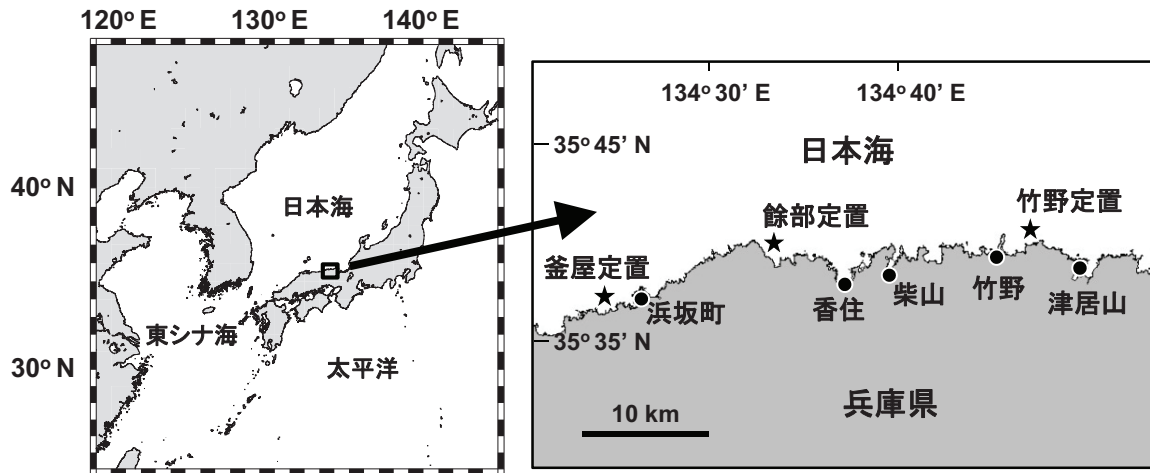 120° E
130° E
140° E
40° N
30° N
日本海
東シナ海
太平洋
134° 30’ E
134° 40’ E
35° 45’ N
35° 35’ N
日本海
竹野定置
餘部定置
釜屋定置
浜坂町
香住
柴山
竹野
津居山
兵庫県
10 km